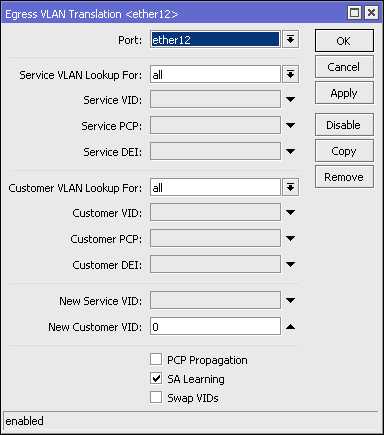 Egress VLAN Translation <ether12>
Port: ether12
OK
Cancel
Service VLAN Lookup For: all
Apply
Service VID:
Service PCP:
Disable
Service DEI:
Copy
Remove
Customer VLAN Lookup For: all
Customer VID:
Customer PCP:
Customer DEI:
New Service VID:
New Customer VID: 0
PCP Propagation
SA Learning
Swap VIDs
enabled